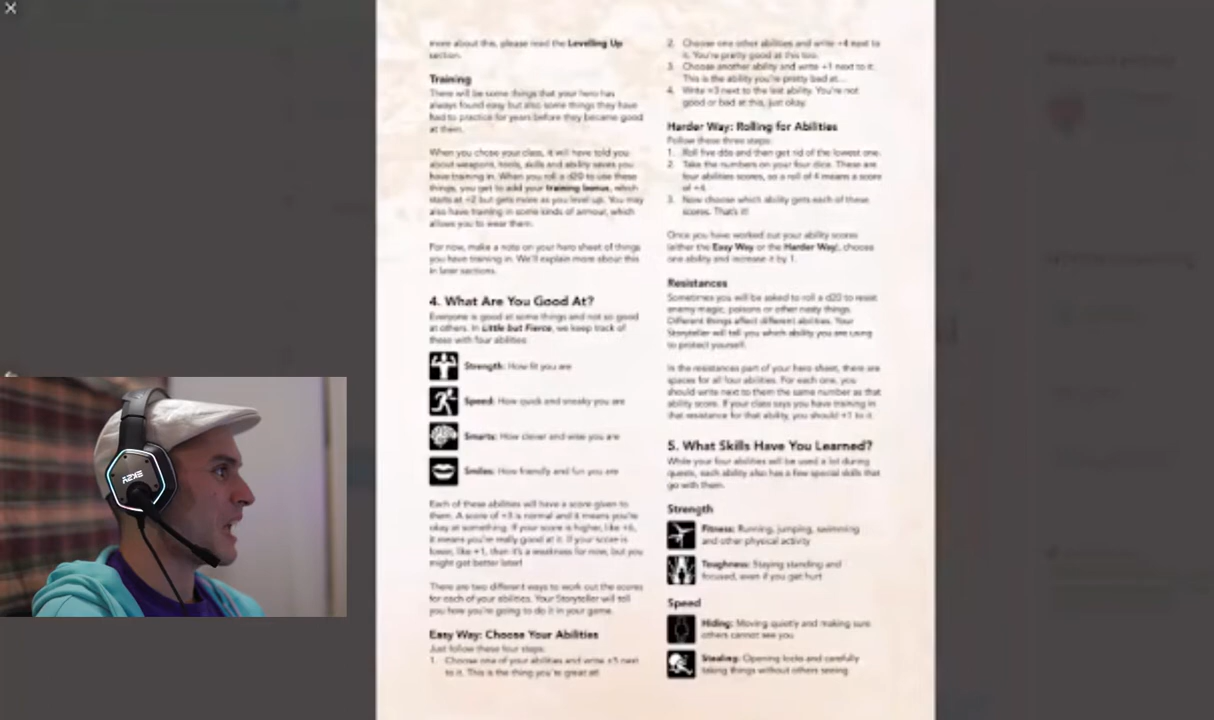 more about this, please read the Levelling Up
section.
Training
There will be some things that your hero has
always found easy but also some things they have
had to practice for years before they became good
at them.
When you chose your class, it will have told you
about weapons, tools, skills and ability saves you
have training in. When you roll a d20 to use these
things, you get to add your training bonus, which
starts at +2 but gets more as you level up. You may
also have training in some kinds of armour, which
allows you to wear them.
For now, make a note on your hero sheet of things
you have training in. We'll explain more about this
in later sections.
4. What Are You Good At?
Everyone is good at some things and not so good
at others. In Little but Fierce, we keep track of
these with four abilities:
Strength: How fit you are
Speed: How quick and sneaky you are
Smarts: How clever and wise you are
Smiles: How friendly and fun you are
Each of these abilities will have a score given to
them. A score of +3 is normal and it means you're
okay at something. If your score is higher, like +6,
it means you're really good at it. If your score is
lower, like +1, then it's a weakness for now, but you
might get better later!
There are two different ways to work out the scores
for each of your abilities. Your Storyteller will tell
you how you're going to do it in your game.
Easy Way: Choose Your Abilities
Just follow these four steps:
1. Choose one of your abilities and write +5 next
to it. This is the thing you're great at!
2. Choose one other abilities and write +4 next to
it. You're pretty good at this too.
3. Choose another ability and write +1 next to it.
This is the ability you're pretty bad at...
4. Write +3 next to the last ability. You're not
good or bad at this, just okay.
Harder Way: Rolling for Abilities
Follow these three steps:
1. Roll five d6s and then get rid of the lowest one.
2. Take the numbers on your four dice. These are
four abilities scores, so a roll of 4 means a score
of +4.
3. Now choose which ability gets each of these
scores. That's it!
Once you have worked out your ability scores
(either the Easy Way or the Harder Way), choose
one ability and increase it by 1.
Resistances
Sometimes you will be asked to roll a d20 to resist
enemy magic, poisons or other nasty things.
Different things affect different abilities. Your
Storyteller will tell you which ability you are using
to protect yourself.
In the resistances part of your hero sheet, there are
spaces for all four abilities. For each one, you
should write next to them the same number as that
ability score. If your class says you have training in
that resistance for that ability, you should +1 to it.
5. What Skills Have You Learned?
While your four abilities will be used a lot during
quests, each ability also has a few special skills that
go with them.
Strength
Fitness: Running, jumping, swimming
and other physical activity
Toughness: Staying standing and
focused, even if you get hurt
Speed
Hiding: Moving quietly and making sure
others cannot see you
Stealing: Opening locks and carefully
taking things without others seeing